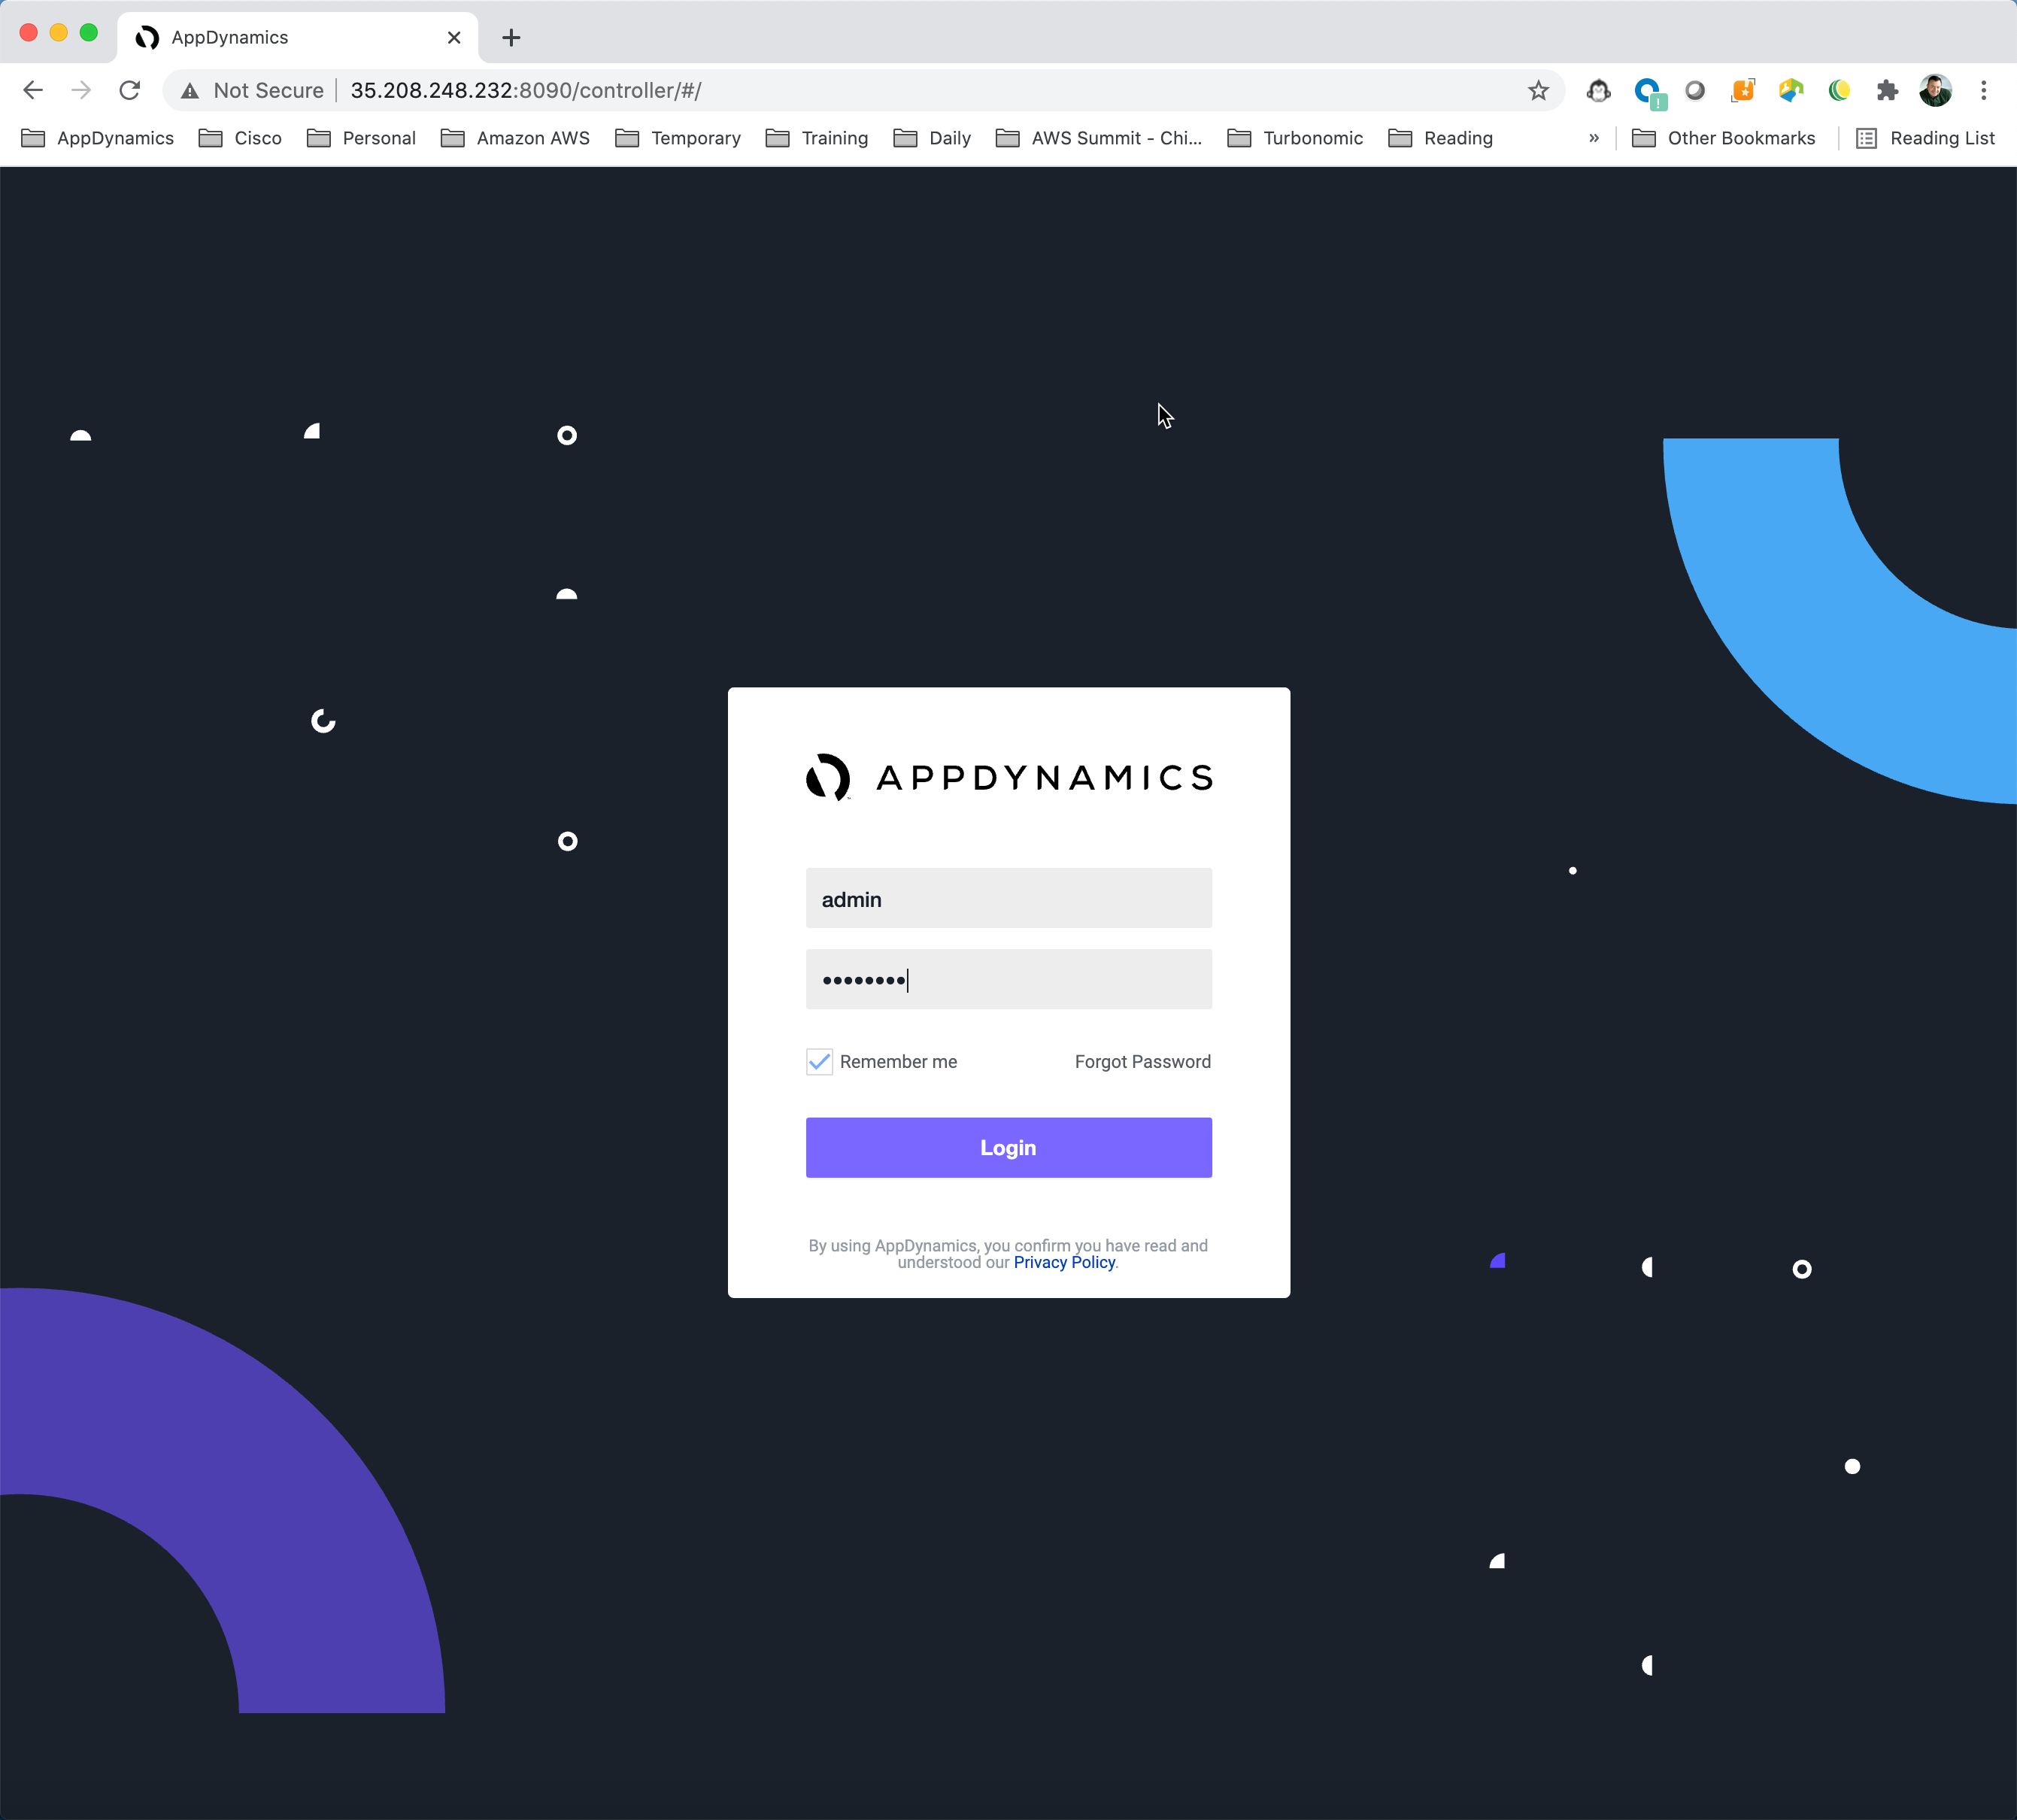 AppDynamics
Not Secure 35.208.248.232:8090/controller/#/
AppDynamics Cisco Personal Amazon AWS Temporary Training Daily AWS Summit - Chi... Turbonomic Reading » Other Bookmarks Reading List
APPDYNAMICS
admin
••••••••
Remember me Forgot Password
Login
By using AppDynamics, you confirm you have read and
understood our Privacy Policy.